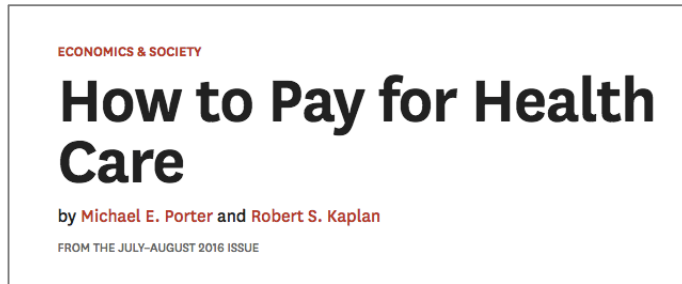 ECONOMICS & SOCIETY
How to Pay for Health
Care
by Michael E. Porter and Robert S. Kaplan
FROM THE JULY–AUGUST 2016 ISSUE